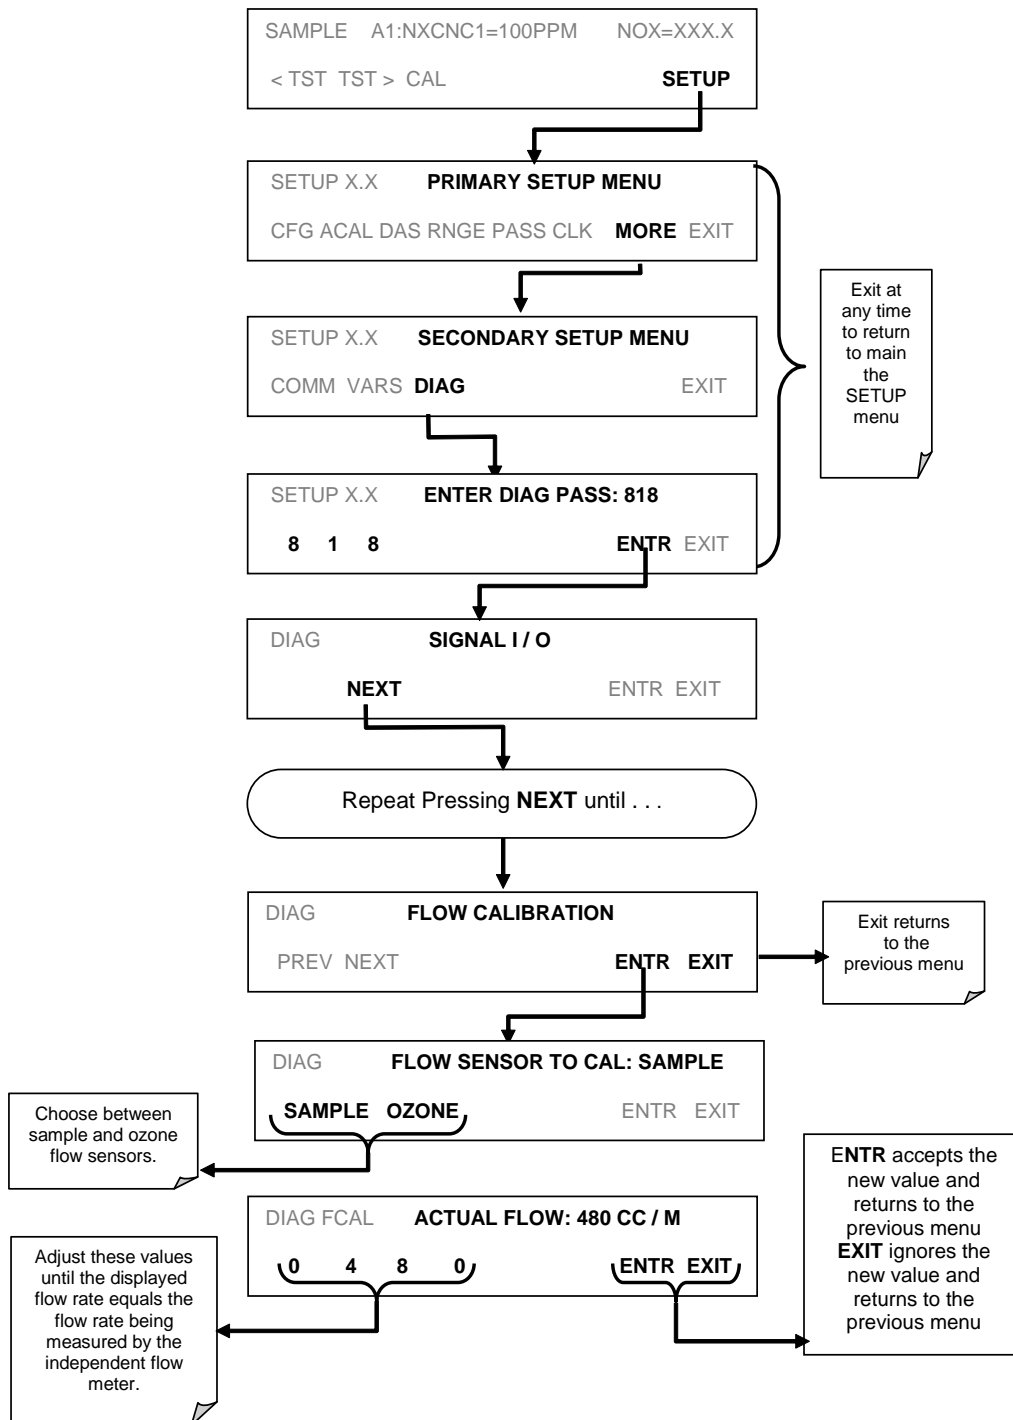 SAMPLE A1:NXCNC1=100PPM NOX=XXX.X
< TST TST > CAL SETUP
SETUP X.X PRIMARY SETUP MENU
CFG ACAL DAS RNGE PASS CLK MORE EXIT
Exit at
any time
to return
to main
the
SETUP
menu
SETUP X.X SECONDARY SETUP MENU
COMM VARS DIAG EXIT
SETUP X.X ENTER DIAG PASS: 818
8 1 8 ENTR EXIT
DIAG SIGNAL I / O
NEXT ENTR EXIT
Repeat Pressing NEXT until . . .
DIAG FLOW CALIBRATION
PREV NEXT ENTR EXIT
Exit returns
to the
previous menu
DIAG FLOW SENSOR TO CAL: SAMPLE
SAMPLE OZONE ENTR EXIT
Choose between
sample and ozone
flow sensors.
DIAG FCAL ACTUAL FLOW: 480 CC / M
0 4 8 0 ENTR EXIT
ENTR accepts the
new value and
returns to the
previous menu
EXIT ignores the
new value and
returns to the
previous menu
Adjust these values
until the displayed
flow rate equals the
flow rate being
measured by the
independent flow
meter.